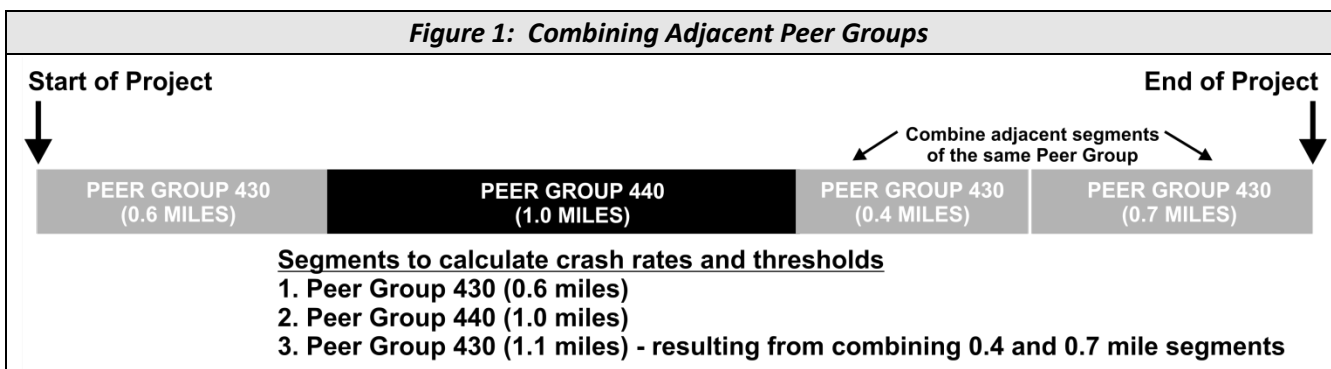 Figure 1: Combining Adjacent Peer Groups
Start of Project
End of Project
Combine adjacent segments
of the same Peer Group
PEER GROUP 430
(0.6 MILES)
PEER GROUP 440
(1.0 MILES)
PEER GROUP 430
(0.4 MILES)
PEER GROUP 430
(0.7 MILES)
Segments to calculate crash rates and thresholds
1. Peer Group 430 (0.6 miles)
2. Peer Group 440 (1.0 miles)
3. Peer Group 430 (1.1 miles) - resulting from combining 0.4 and 0.7 mile segments